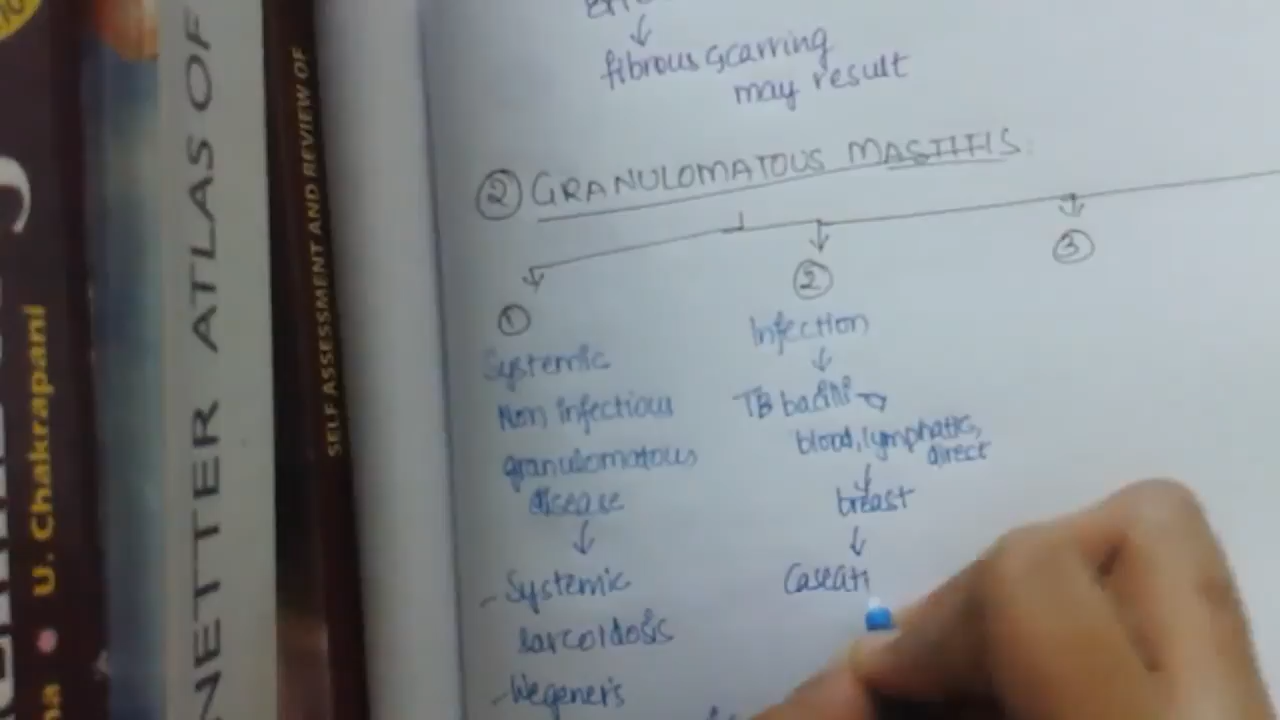 fibrous scarring
may result
② GRANULOMATOUS MASTITIS
①
Systemic
Non infectious
granulomatous
disease
- Systemic
sarcoidosis
- Wegener's
②
Infection
TB bacilli
blood, lymphatic,
direct
breast
Caseati
③
U. Chakrapani
NETTER ATLAS OF
SELF ASSESSMENT AND REVIEW OF